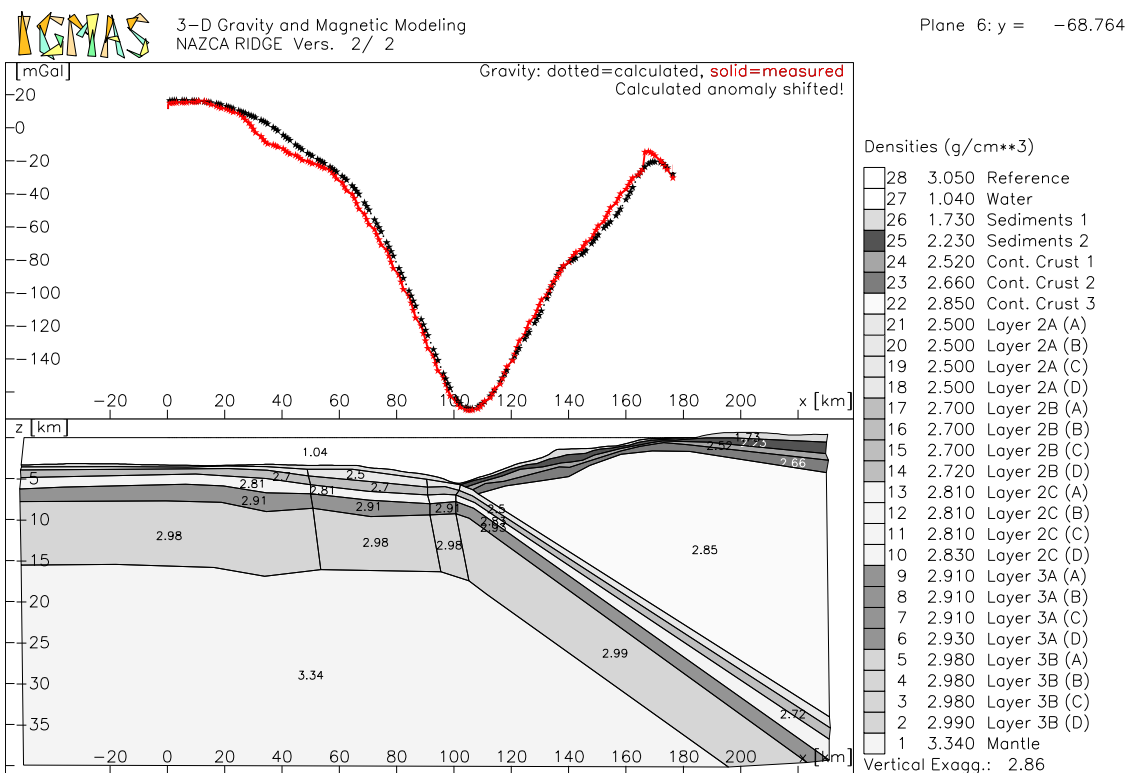 IGMAS
3-D Gravity and Magnetic Modeling
NAZCA RIDGE Vers. 2/ 2
Plane 6: y = -68.764
[mGal]
Gravity: dotted=calculated, solid=measured
Calculated anomaly shifted!
20
0
-20
-40
-60
-80
-100
-120
-140
-20 0 20 40 60 80 100 120 140 160 180 200 x [km]
z [km]
1.04
1.73
2.52 2.23
2.66
-5
2.81 2.7 2.5
2.91 2.81 2.7
2.91 2.91 2.5
2.83
2.93
-10
2.98 2.98 2.98 2.85
-15
-20
-25
2.99
3.34
-30
2.72
-35
-20 0 20 40 60 80 100 120 140 160 180 200 x [km]
Densities (g/cm**3)
28 3.050 Reference
27 1.040 Water
26 1.730 Sediments 1
25 2.230 Sediments 2
24 2.520 Cont. Crust 1
23 2.660 Cont. Crust 2
22 2.850 Cont. Crust 3
21 2.500 Layer 2A (A)
20 2.500 Layer 2A (B)
19 2.500 Layer 2A (C)
18 2.500 Layer 2A (D)
17 2.700 Layer 2B (A)
16 2.700 Layer 2B (B)
15 2.700 Layer 2B (C)
14 2.720 Layer 2B (D)
13 2.810 Layer 2C (A)
12 2.810 Layer 2C (B)
11 2.810 Layer 2C (C)
10 2.830 Layer 2C (D)
9 2.910 Layer 3A (A)
8 2.910 Layer 3A (B)
7 2.910 Layer 3A (C)
6 2.930 Layer 3A (D)
5 2.980 Layer 3B (A)
4 2.980 Layer 3B (B)
3 2.980 Layer 3B (C)
2 2.990 Layer 3B (D)
1 3.340 Mantle
Vertical Exagg.: 2.86